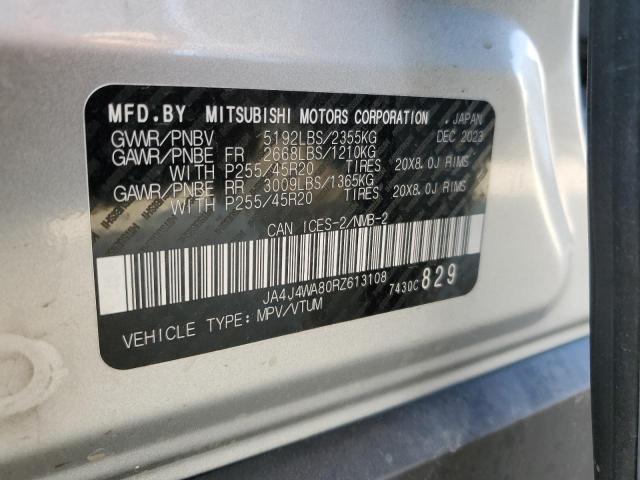 MFD.BY MITSUBISHI MOTORS CORPORATION JAPAN
GVWR/PNBV 5192LBS/2355KG DEC 2023
GAWR/PNBE FR 2668LBS/1210KG
WITH P255/45R20 TIRES 20X8.0J RIMS
GAWR/PNBE RR 3009LBS/1365KG
WITH P255/45R20 TIRES 20X8.0J RIMS
CAN ICES-2/NMB-2
JA4J4WA80RZ613108 7430C 829
VEHICLE TYPE: MPV/VTUM